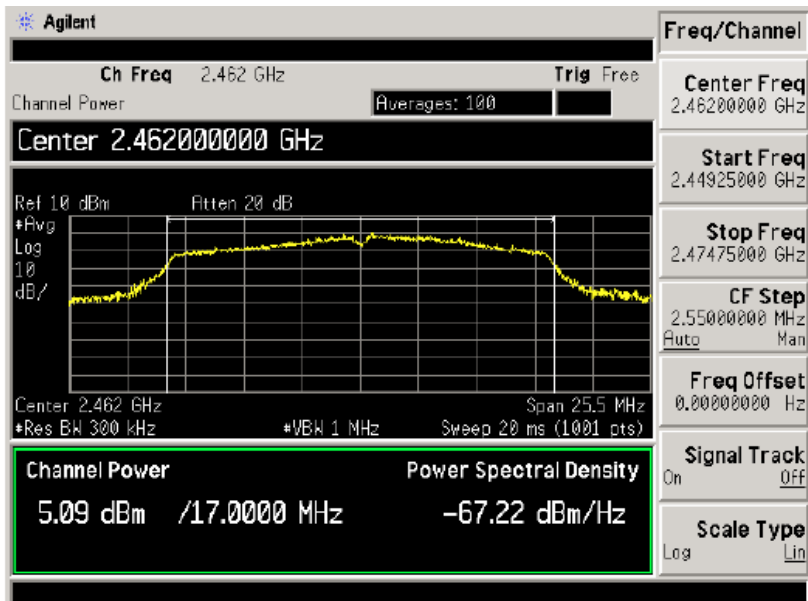 Agilent
Freq/Channel
Ch Freq 2.462 GHz Trig Free
Channel Power Averages: 100
Center 2.462000000 GHz
Ref 10 dBm Atten 20 dB
#Avg
Log
10
dB/
Center 2.462 GHz Span 25.5 MHz
#Res BW 300 kHz #VBW 1 MHz Sweep 20 ms (1001 pts)
Channel Power Power Spectral Density
5.09 dBm /17.0000 MHz -67.22 dBm/Hz
Center Freq
2.46200000 GHz
Start Freq
2.44925000 GHz
Stop Freq
2.47475000 GHz
CF Step
2.55000000 MHz
Auto Man
Freq Offset
0.00000000 Hz
Signal Track
On Off
Scale Type
Log Lin